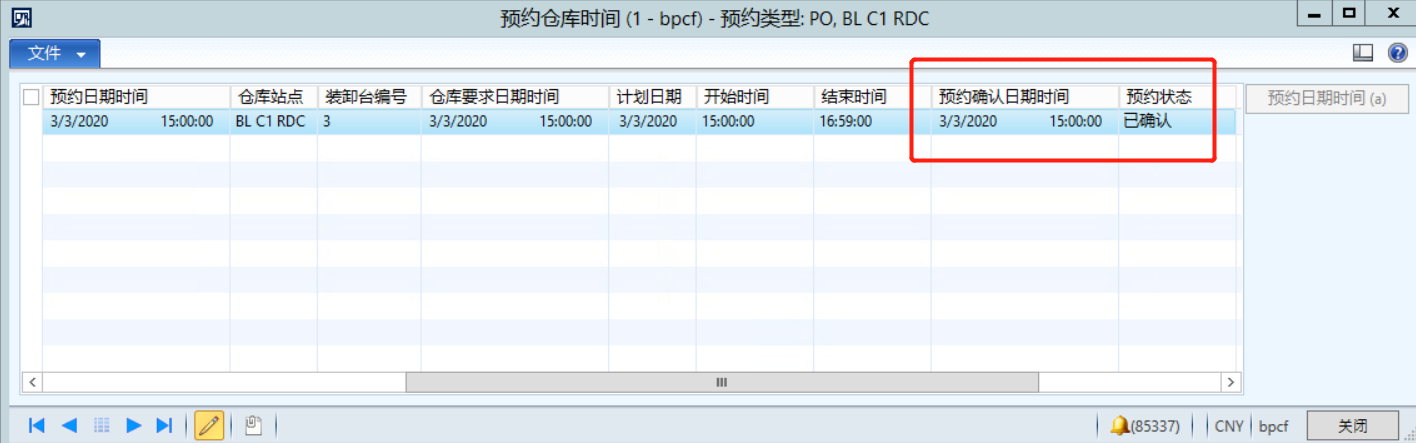 预约仓库时间 (1 - bpcf) - 预约类型: PO, BL C1 RDC
文件
预约日期时间 仓库站点 装卸台编号 仓库要求日期时间 计划日期 开始时间 结束时间 预约确认日期时间 预约状态 预约日期时间 (a)
3/3/2020 15:00:00 BL C1 RDC 3 3/3/2020 15:00:00 3/3/2020 15:00:00 16:59:00 3/3/2020 15:00:00 已确认
(85337) CNY bpcf 关闭